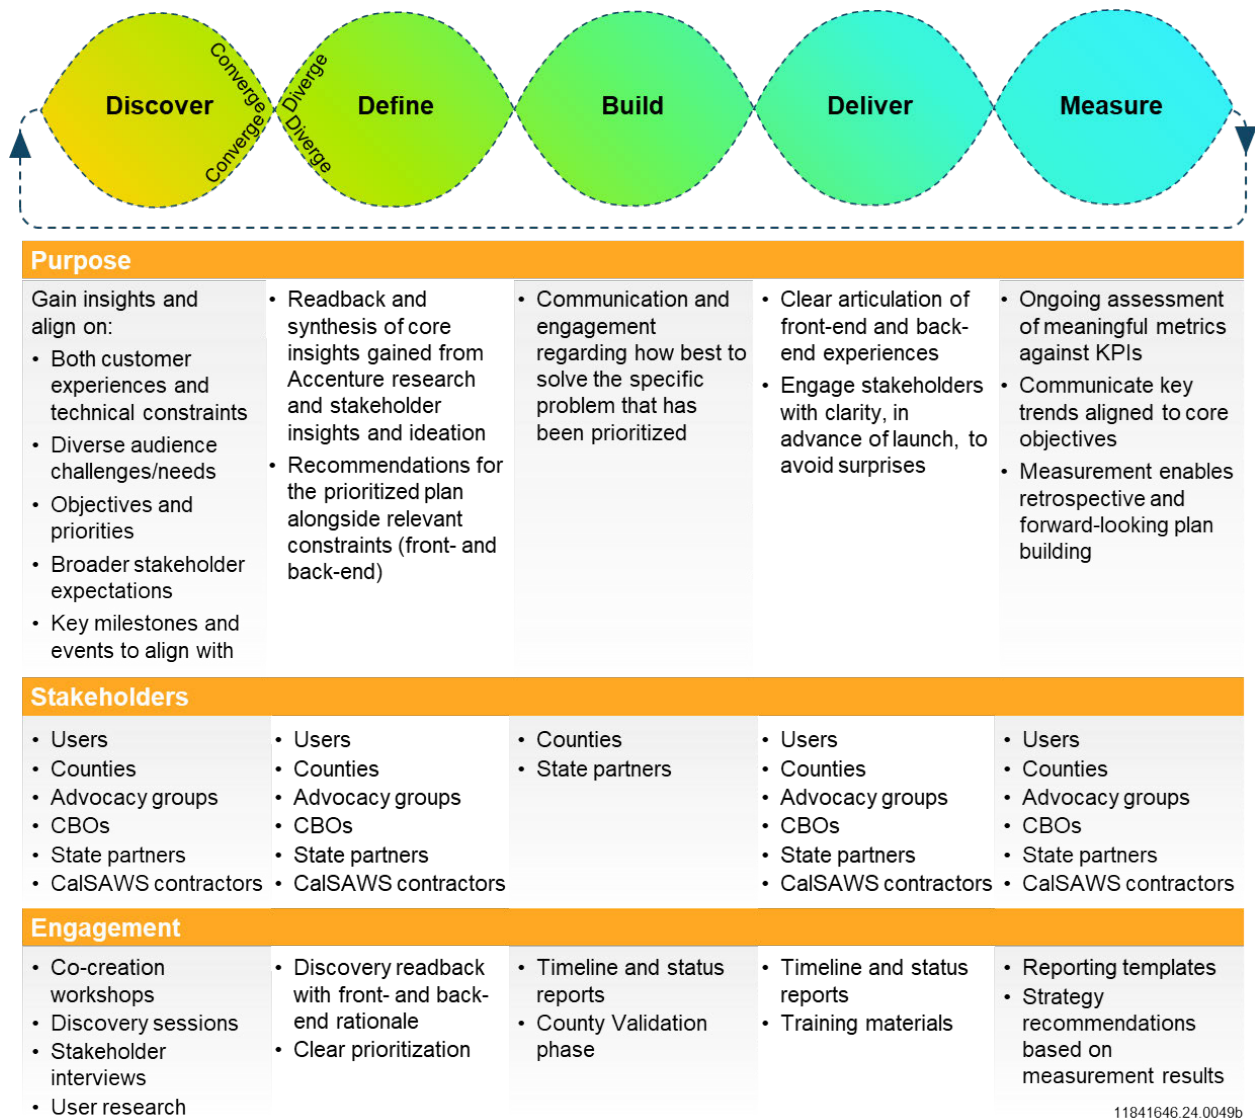 Discover
Converge
Converge
Diverge
Diverge
Define
Build
Deliver
Measure
Purpose
Gain insights and
align on:
• Both customer
experiences and
technical constraints
• Diverse audience
challenges/needs
• Objectives and
priorities
• Broader stakeholder
expectations
• Key milestones and
events to align with
• Readback and
synthesis of core
insights gained from
Accenture research
and stakeholder
insights and ideation
• Recommendations for
the prioritized plan
alongside relevant
constraints (front- and
back-end)
• Communication and
engagement
regarding how best to
solve the specific
problem that has
been prioritized
• Clear articulation of
front-end and back-
end experiences
• Engage stakeholders
with clarity, in
advance of launch, to
avoid surprises
• Ongoing assessment
of meaningful metrics
against KPIs
• Communicate key
trends aligned to core
objectives
• Measurement enables
retrospective and
forward-looking plan
building
Stakeholders
• Users
• Counties
• Advocacy groups
• CBOs
• State partners
• CalSAWS contractors
• Users
• Counties
• Advocacy groups
• CBOs
• State partners
• CalSAWS contractors
• Counties
• State partners
• Users
• Counties
• Advocacy groups
• CBOs
• State partners
• CalSAWS contractors
• Users
• Counties
• Advocacy groups
• CBOs
• State partners
• CalSAWS contractors
Engagement
• Co-creation
workshops
• Discovery sessions
• Stakeholder
interviews
• User research
• Discovery readback
with front- and back-
end rationale
• Clear prioritization
• Timeline and status
reports
• County Validation
phase
• Timeline and status
reports
• Training materials
• Reporting templates
• Strategy
recommendations
based on
measurement results
11841646.24.0049b